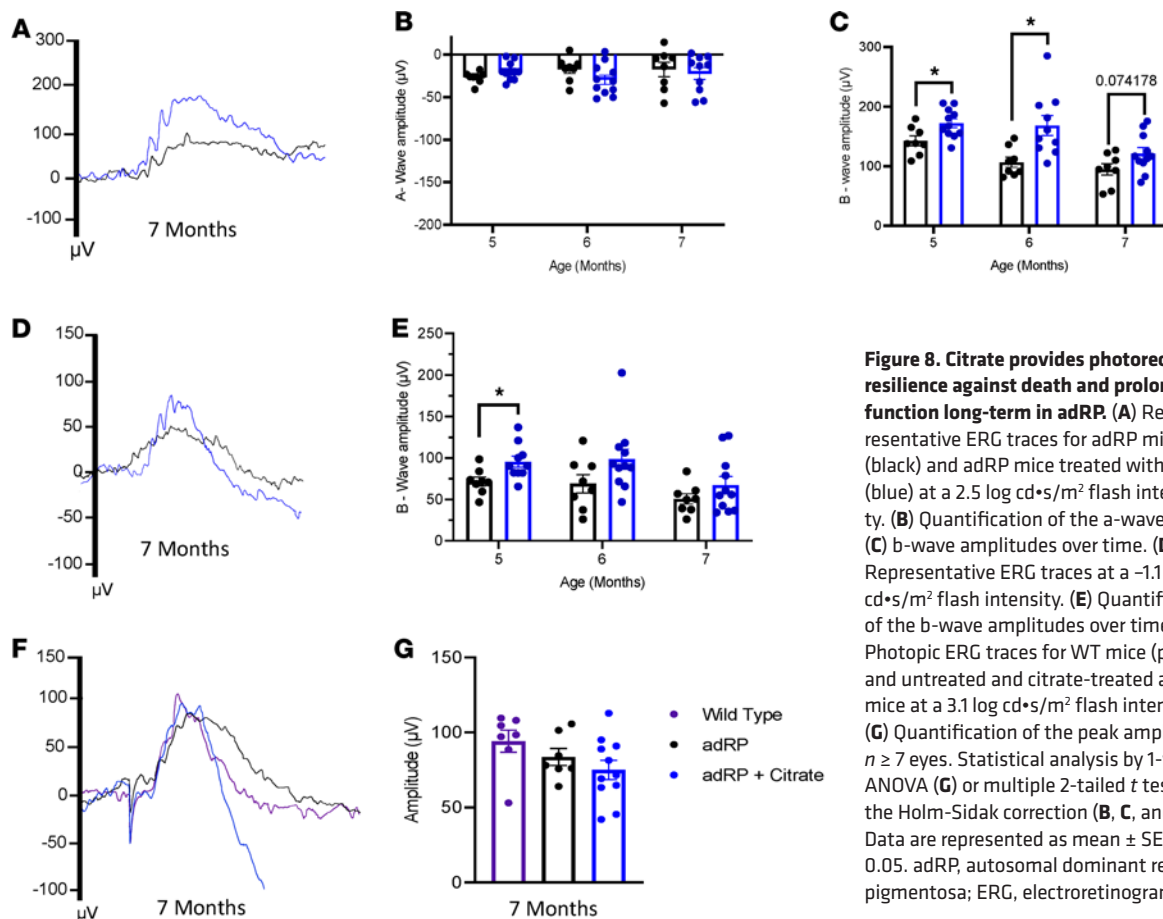 A
300
200
100
0
-100
µV
7 Months
B
A- Wave amplitude (µV)
0
-50
-100
-150
-200
5 6 7
Age (Months)
C
B - wave amplitude (µV)
300
200
100
0
* * 0.074178
5 6 7
Age (Months)
D
150
100
50
0
-50
-100
µV
7 Months
E
B - Wave amplitude (µV)
250
200
150
100
50
0
*
5 6 7
Age (Months)
F
150
100
50
0
-50
-100
µV
7 Months
G
Amplitude (µV)
150
100
50
0
7 Months
Wild Type
adRP
adRP + Citrate
Figure 8. Citrate provides photorec
resilience against death and prolon
function long-term in adRP. (A) Re
resentative ERG traces for adRP mi
(black) and adRP mice treated with
(blue) at a 2.5 log cd•s/m² flash inte
ty. (B) Quantification of the a-wave
(C) b-wave amplitudes over time. (D
Representative ERG traces at a –1.1
cd•s/m² flash intensity. (E) Quantif
of the b-wave amplitudes over time
Photopic ERG traces for WT mice (p
and untreated and citrate-treated a
mice at a 3.1 log cd•s/m² flash inten
(G) Quantification of the peak amp
n ≥ 7 eyes. Statistical analysis by 1-
ANOVA (G) or multiple 2-tailed t tes
the Holm-Sidak correction (B, C, an
Data are represented as mean ± SE
0.05. adRP, autosomal dominant re
pigmentosa; ERG, electroretinogra